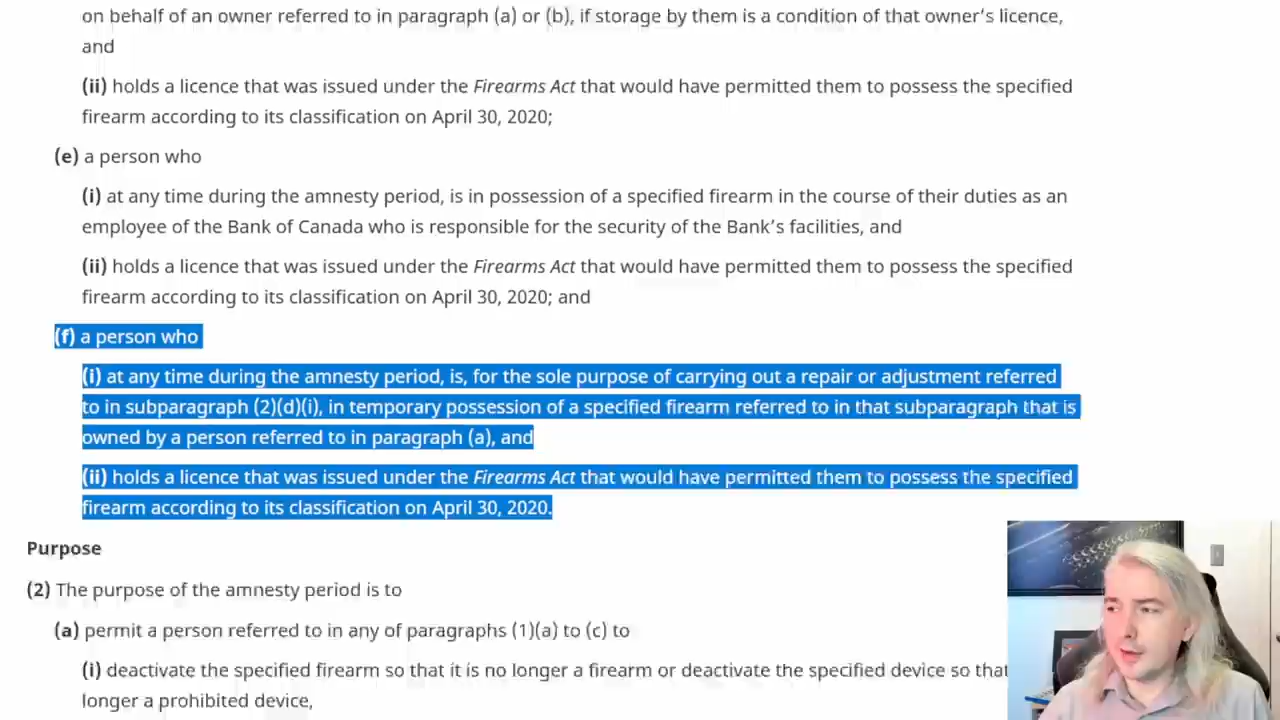 on behalf of an owner referred to in paragraph (a) or (b), if storage by them is a condition of that owner's licence,
and
(ii) holds a licence that was issued under the Firearms Act that would have permitted them to possess the specified
firearm according to its classification on April 30, 2020;
(e) a person who
(i) at any time during the amnesty period, is in possession of a specified firearm in the course of their duties as an
employee of the Bank of Canada who is responsible for the security of the Bank's facilities, and
(ii) holds a licence that was issued under the Firearms Act that would have permitted them to possess the specified
firearm according to its classification on April 30, 2020; and
(f) a person who
(i) at any time during the amnesty period, is, for the sole purpose of carrying out a repair or adjustment referred
to in subparagraph (2)(d)(i), in temporary possession of a specified firearm referred to in that subparagraph that is
owned by a person referred to in paragraph (a), and
(ii) holds a licence that was issued under the Firearms Act that would have permitted them to possess the specified
firearm according to its classification on April 30, 2020.
Purpose
(2) The purpose of the amnesty period is to
(a) permit a person referred to in any of paragraphs (1)(a) to (c) to
(i) deactivate the specified firearm so that it is no longer a firearm or deactivate the specified device so that
longer a prohibited device,